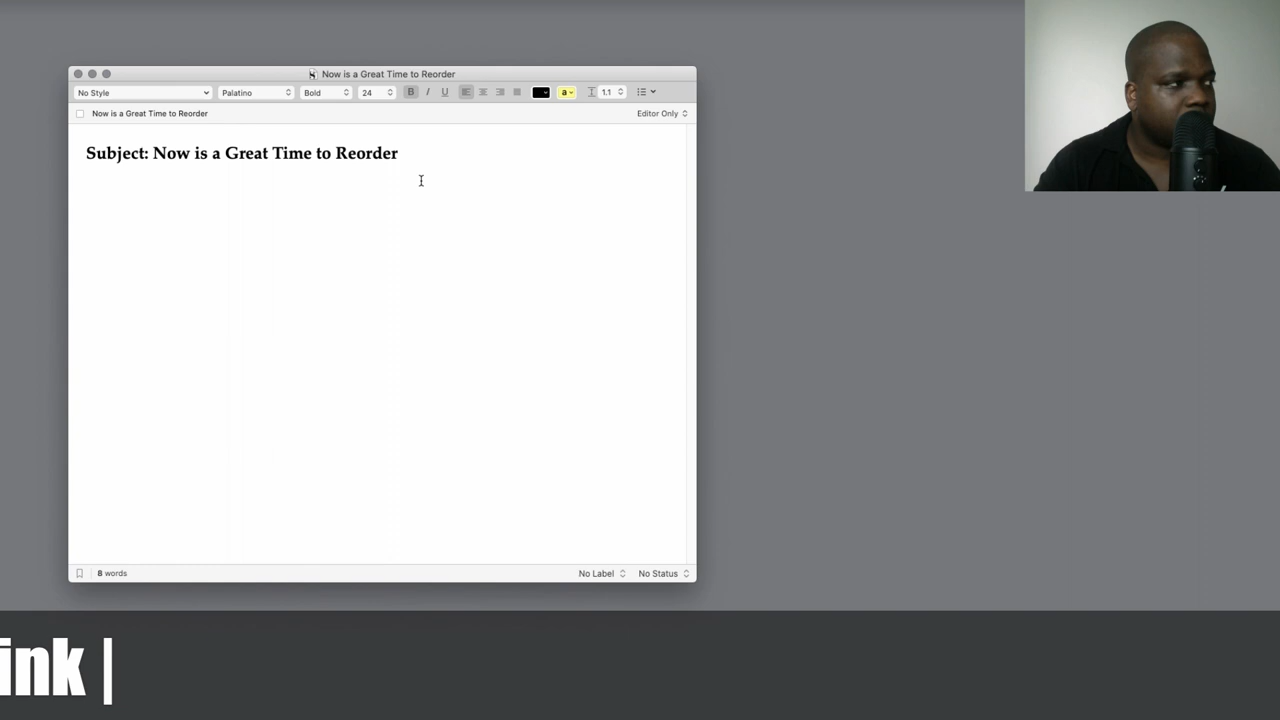 Now is a Great Time to Reorder
No Style Palatino Bold 24 B I U a 1.1
Now is a Great Time to Reorder Editor Only
Subject: Now is a Great Time to Reorder
8 words No Label No Status
ink |